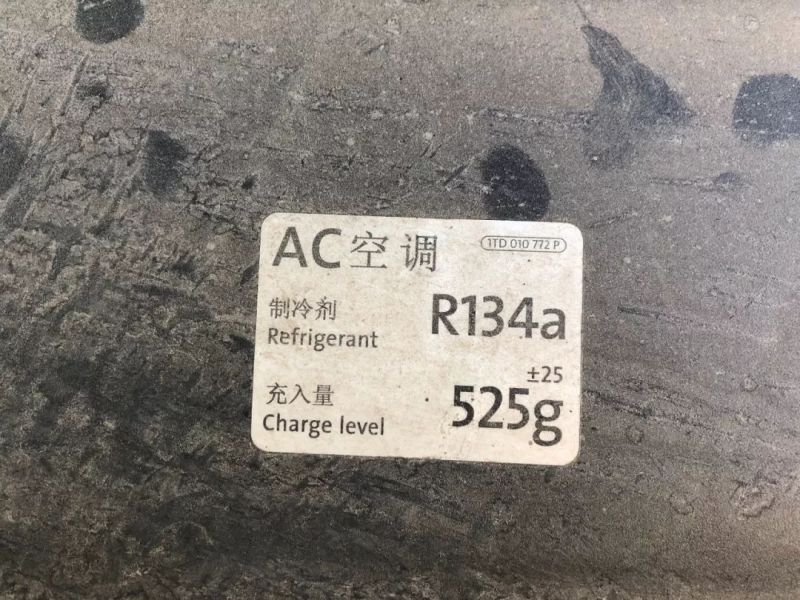 AC空调 1TD 010 772 P
制冷剂
Refrigerant R134a
±25
充入量 525g
Charge level